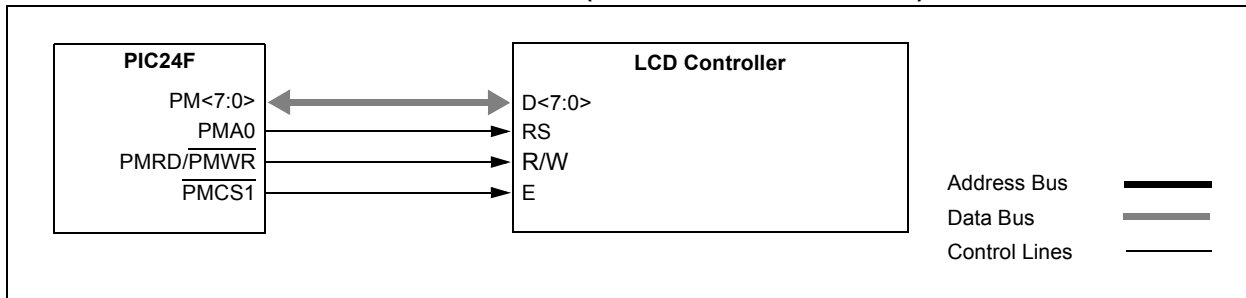 PIC24F
PM<7:0>
PMA0
PMRD/PMWR
PMCS1
LCD Controller
D<7:0>
RS
R/W
E
Address Bus
Data Bus
Control Lines